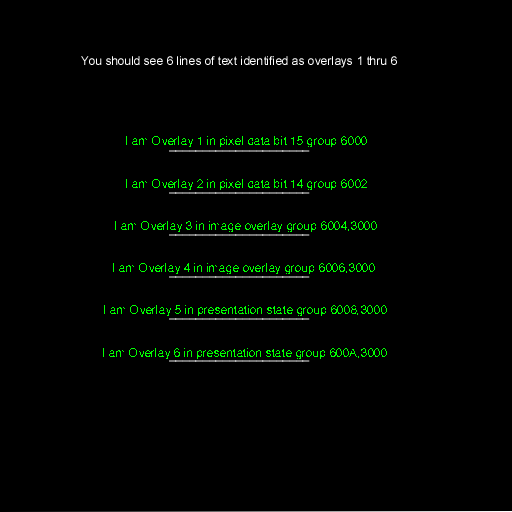 You should see 6 lines of text identified as overlays 1 thru 6
I am Overlay 1 in pixel data bit 15 group 6000
I am Overlay 2 in pixel data bit 14 group 6002
I am Overlay 3 in image overlay group 6004,3000
I am Overlay 4 in image overlay group 6006,3000
I am Overlay 5 in presentation state group 6008,3000
I am Overlay 6 in presentation state group 600A,3000